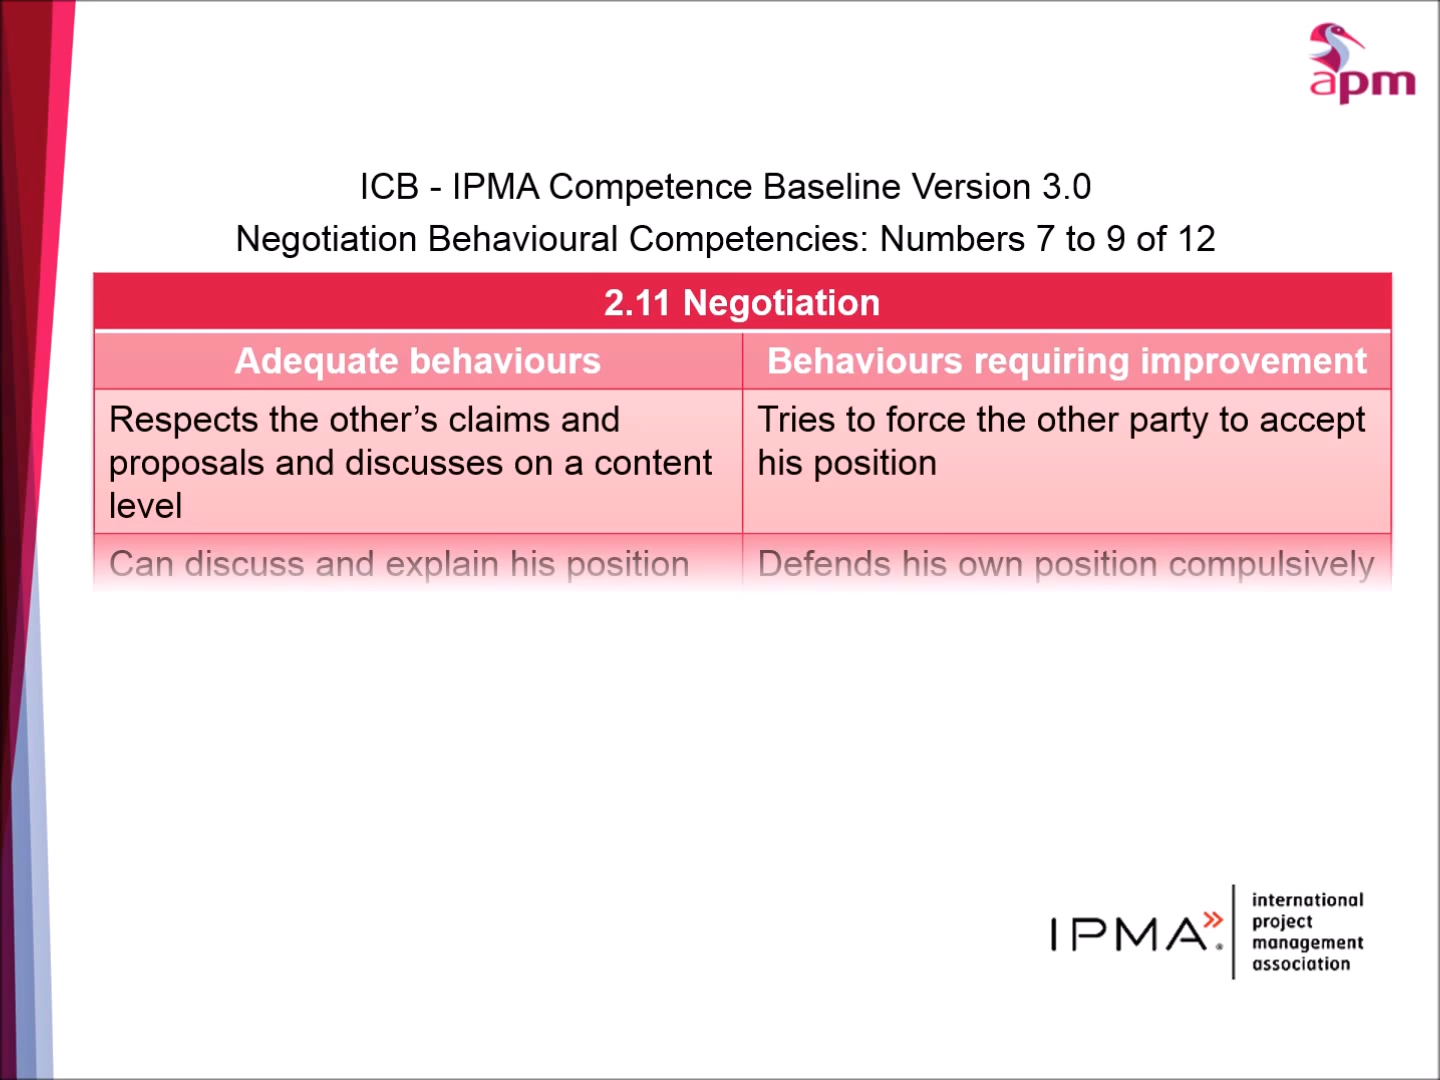 apm
ICB - IPMA Competence Baseline Version 3.0
Negotiation Behavioural Competencies: Numbers 7 to 9 of 12
2.11 Negotiation
Adequate behaviours
Behaviours requiring improvement
Respects the other’s claims and
proposals and discusses on a content
level
Tries to force the other party to accept
his position
Can discuss and explain his position
Defends his own position compulsively
IPMA
®
international
project
management
association